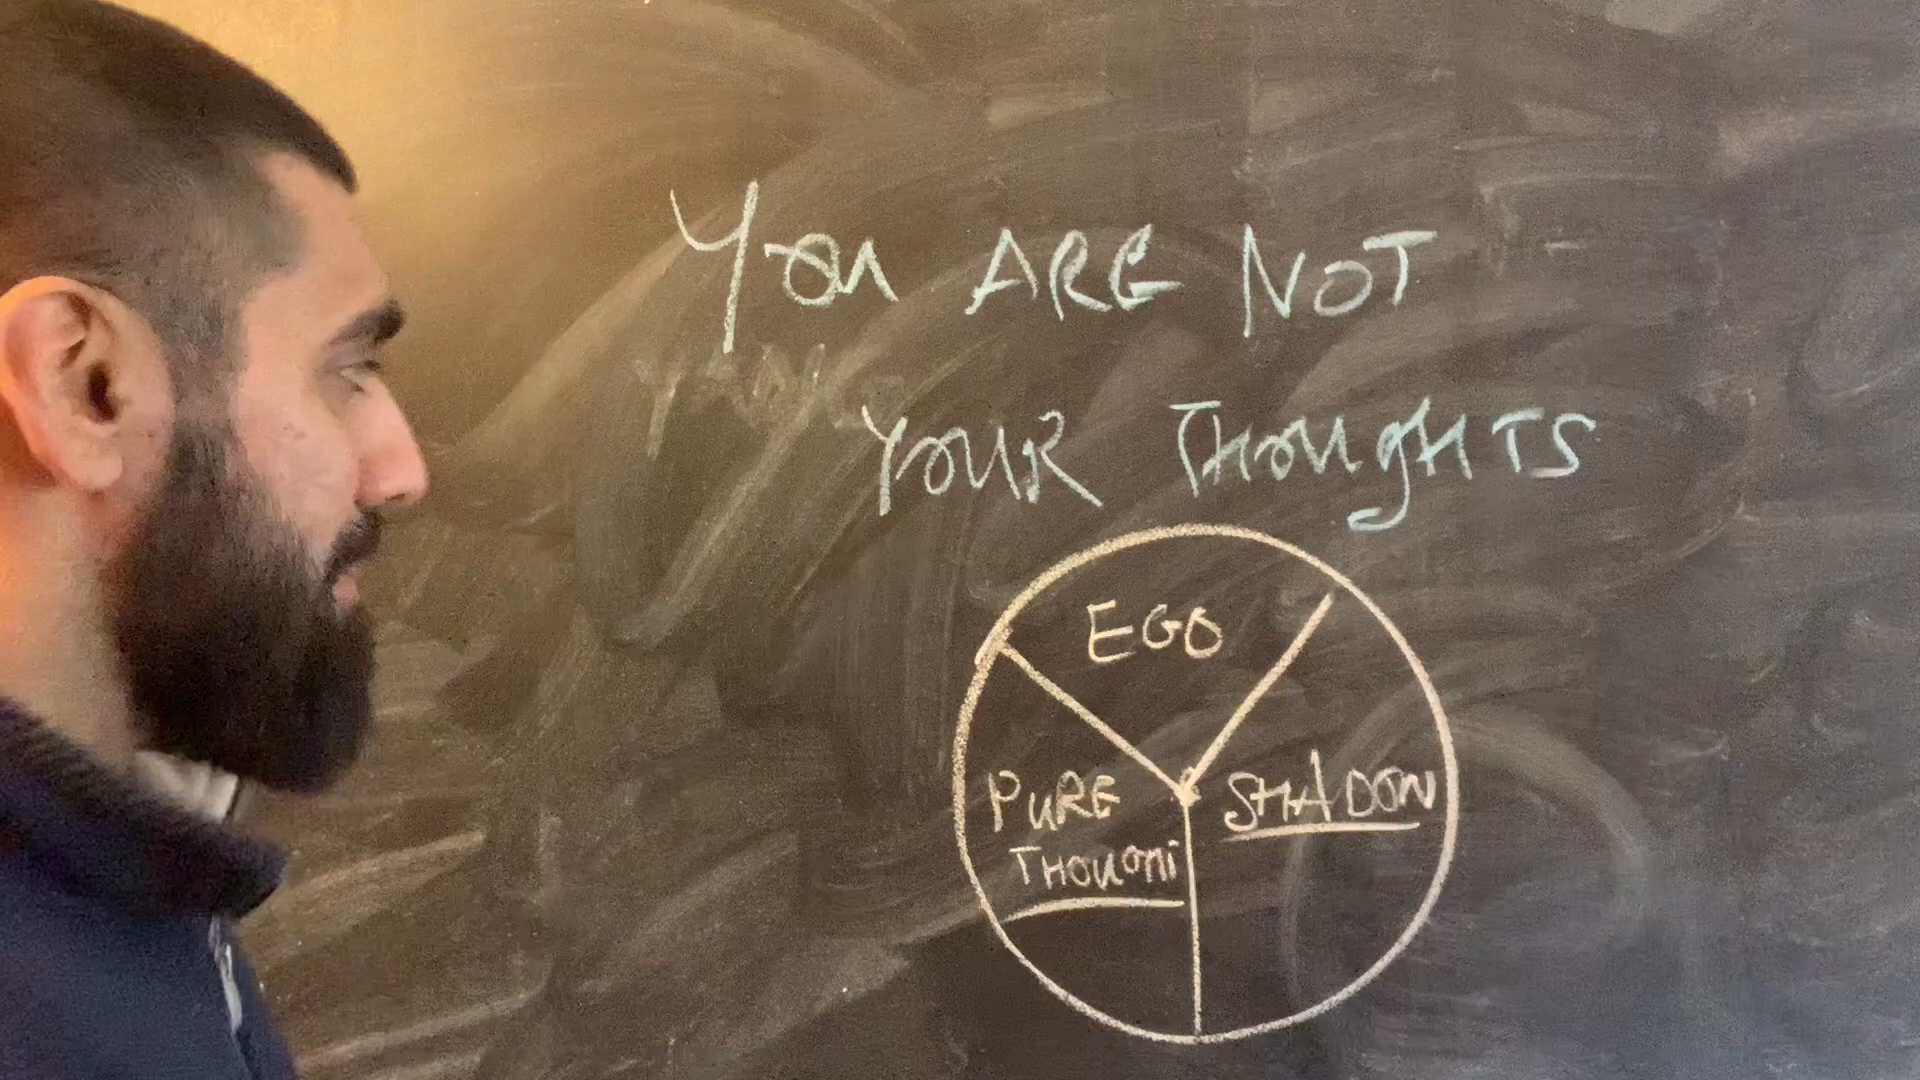 You ARE NOT
YOUR THOUGHTS
EGO
PURE
THOUGHT
SHADOW